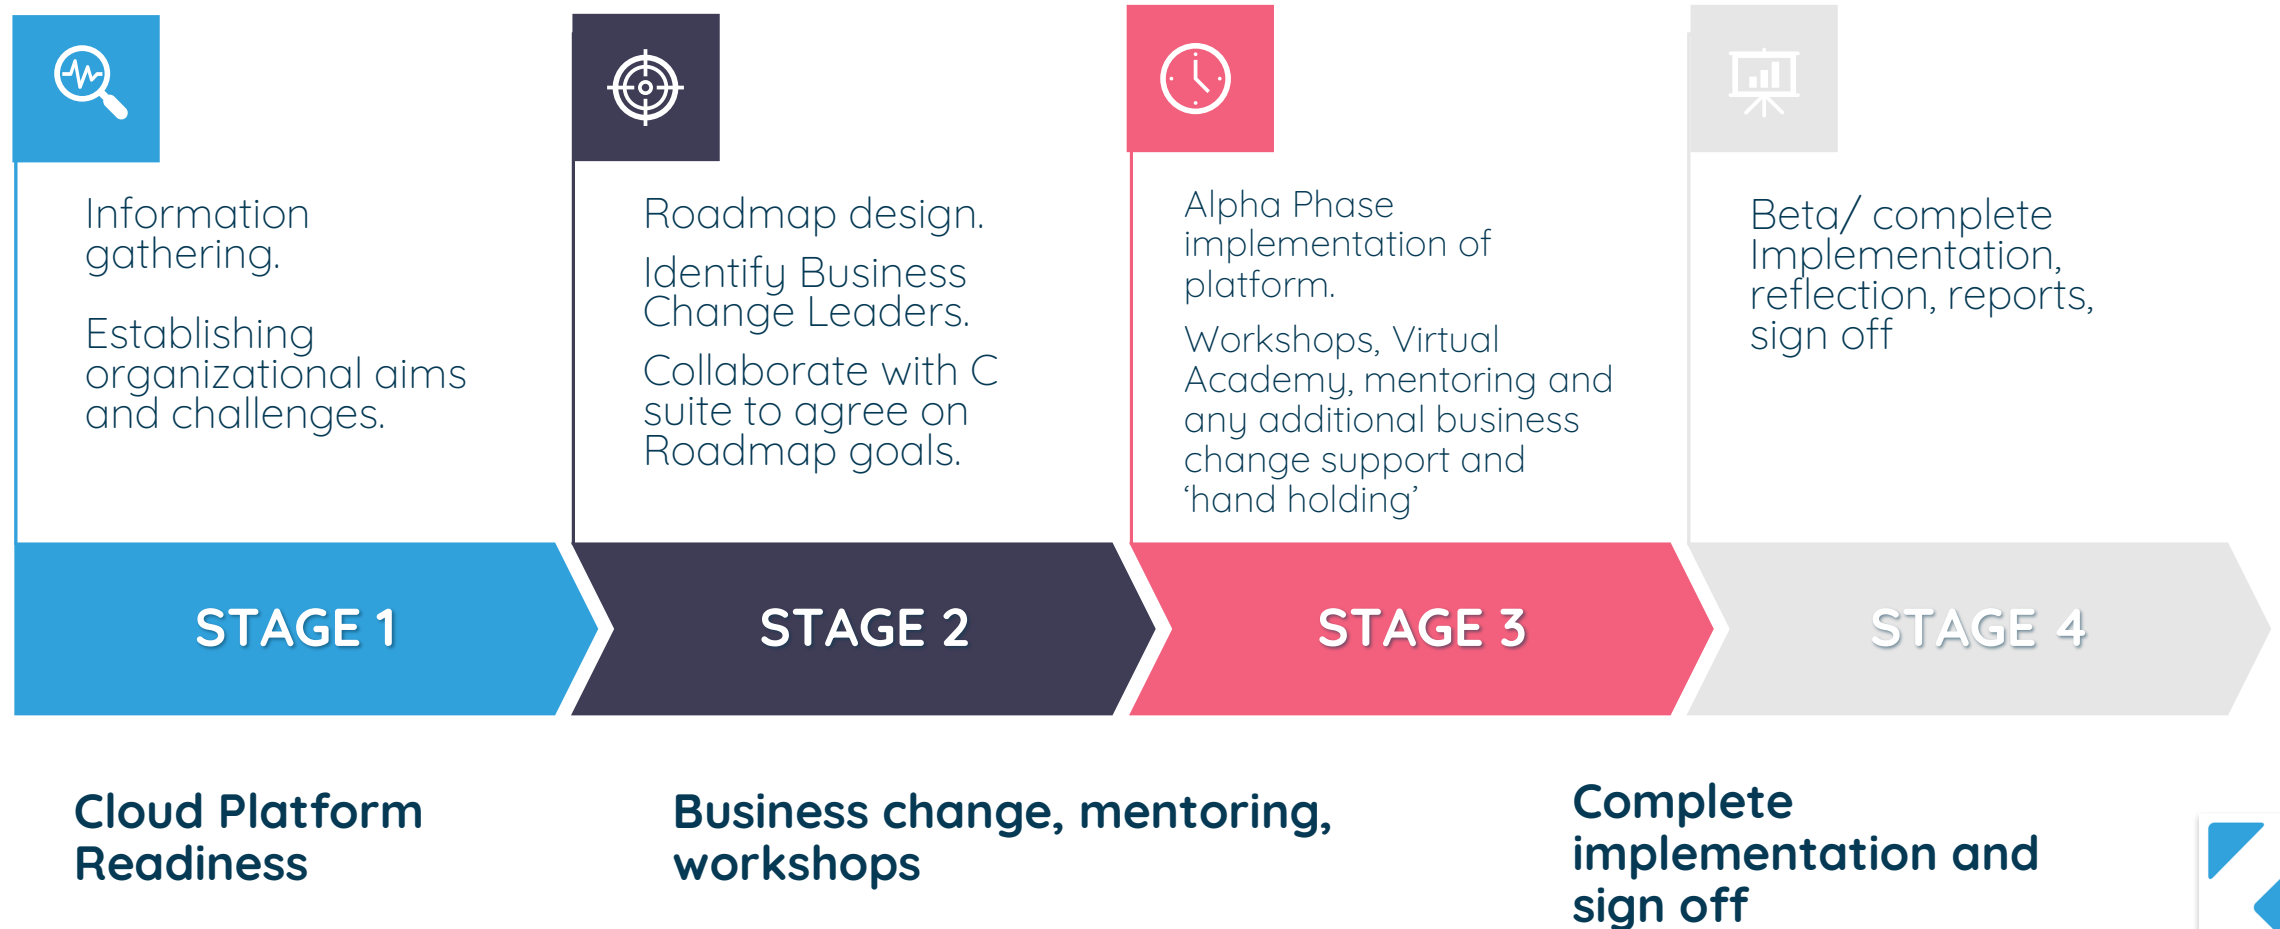 Information
gathering.
Establishing
organizational aims
and challenges.
Roadmap design.
Identify Business
Change Leaders.
Collaborate with C
suite to agree on
Roadmap goals.
Alpha Phase
implementation of
platform.
Workshops, Virtual
Academy, mentoring and
any additional business
change support and
‘hand holding’
Beta/ complete
Implementation,
reflection, reports,
sign off
STAGE 1
STAGE 2
STAGE 3
STAGE 4
Cloud Platform
Readiness
Business change, mentoring,
workshops
Complete
implementation and
sign off